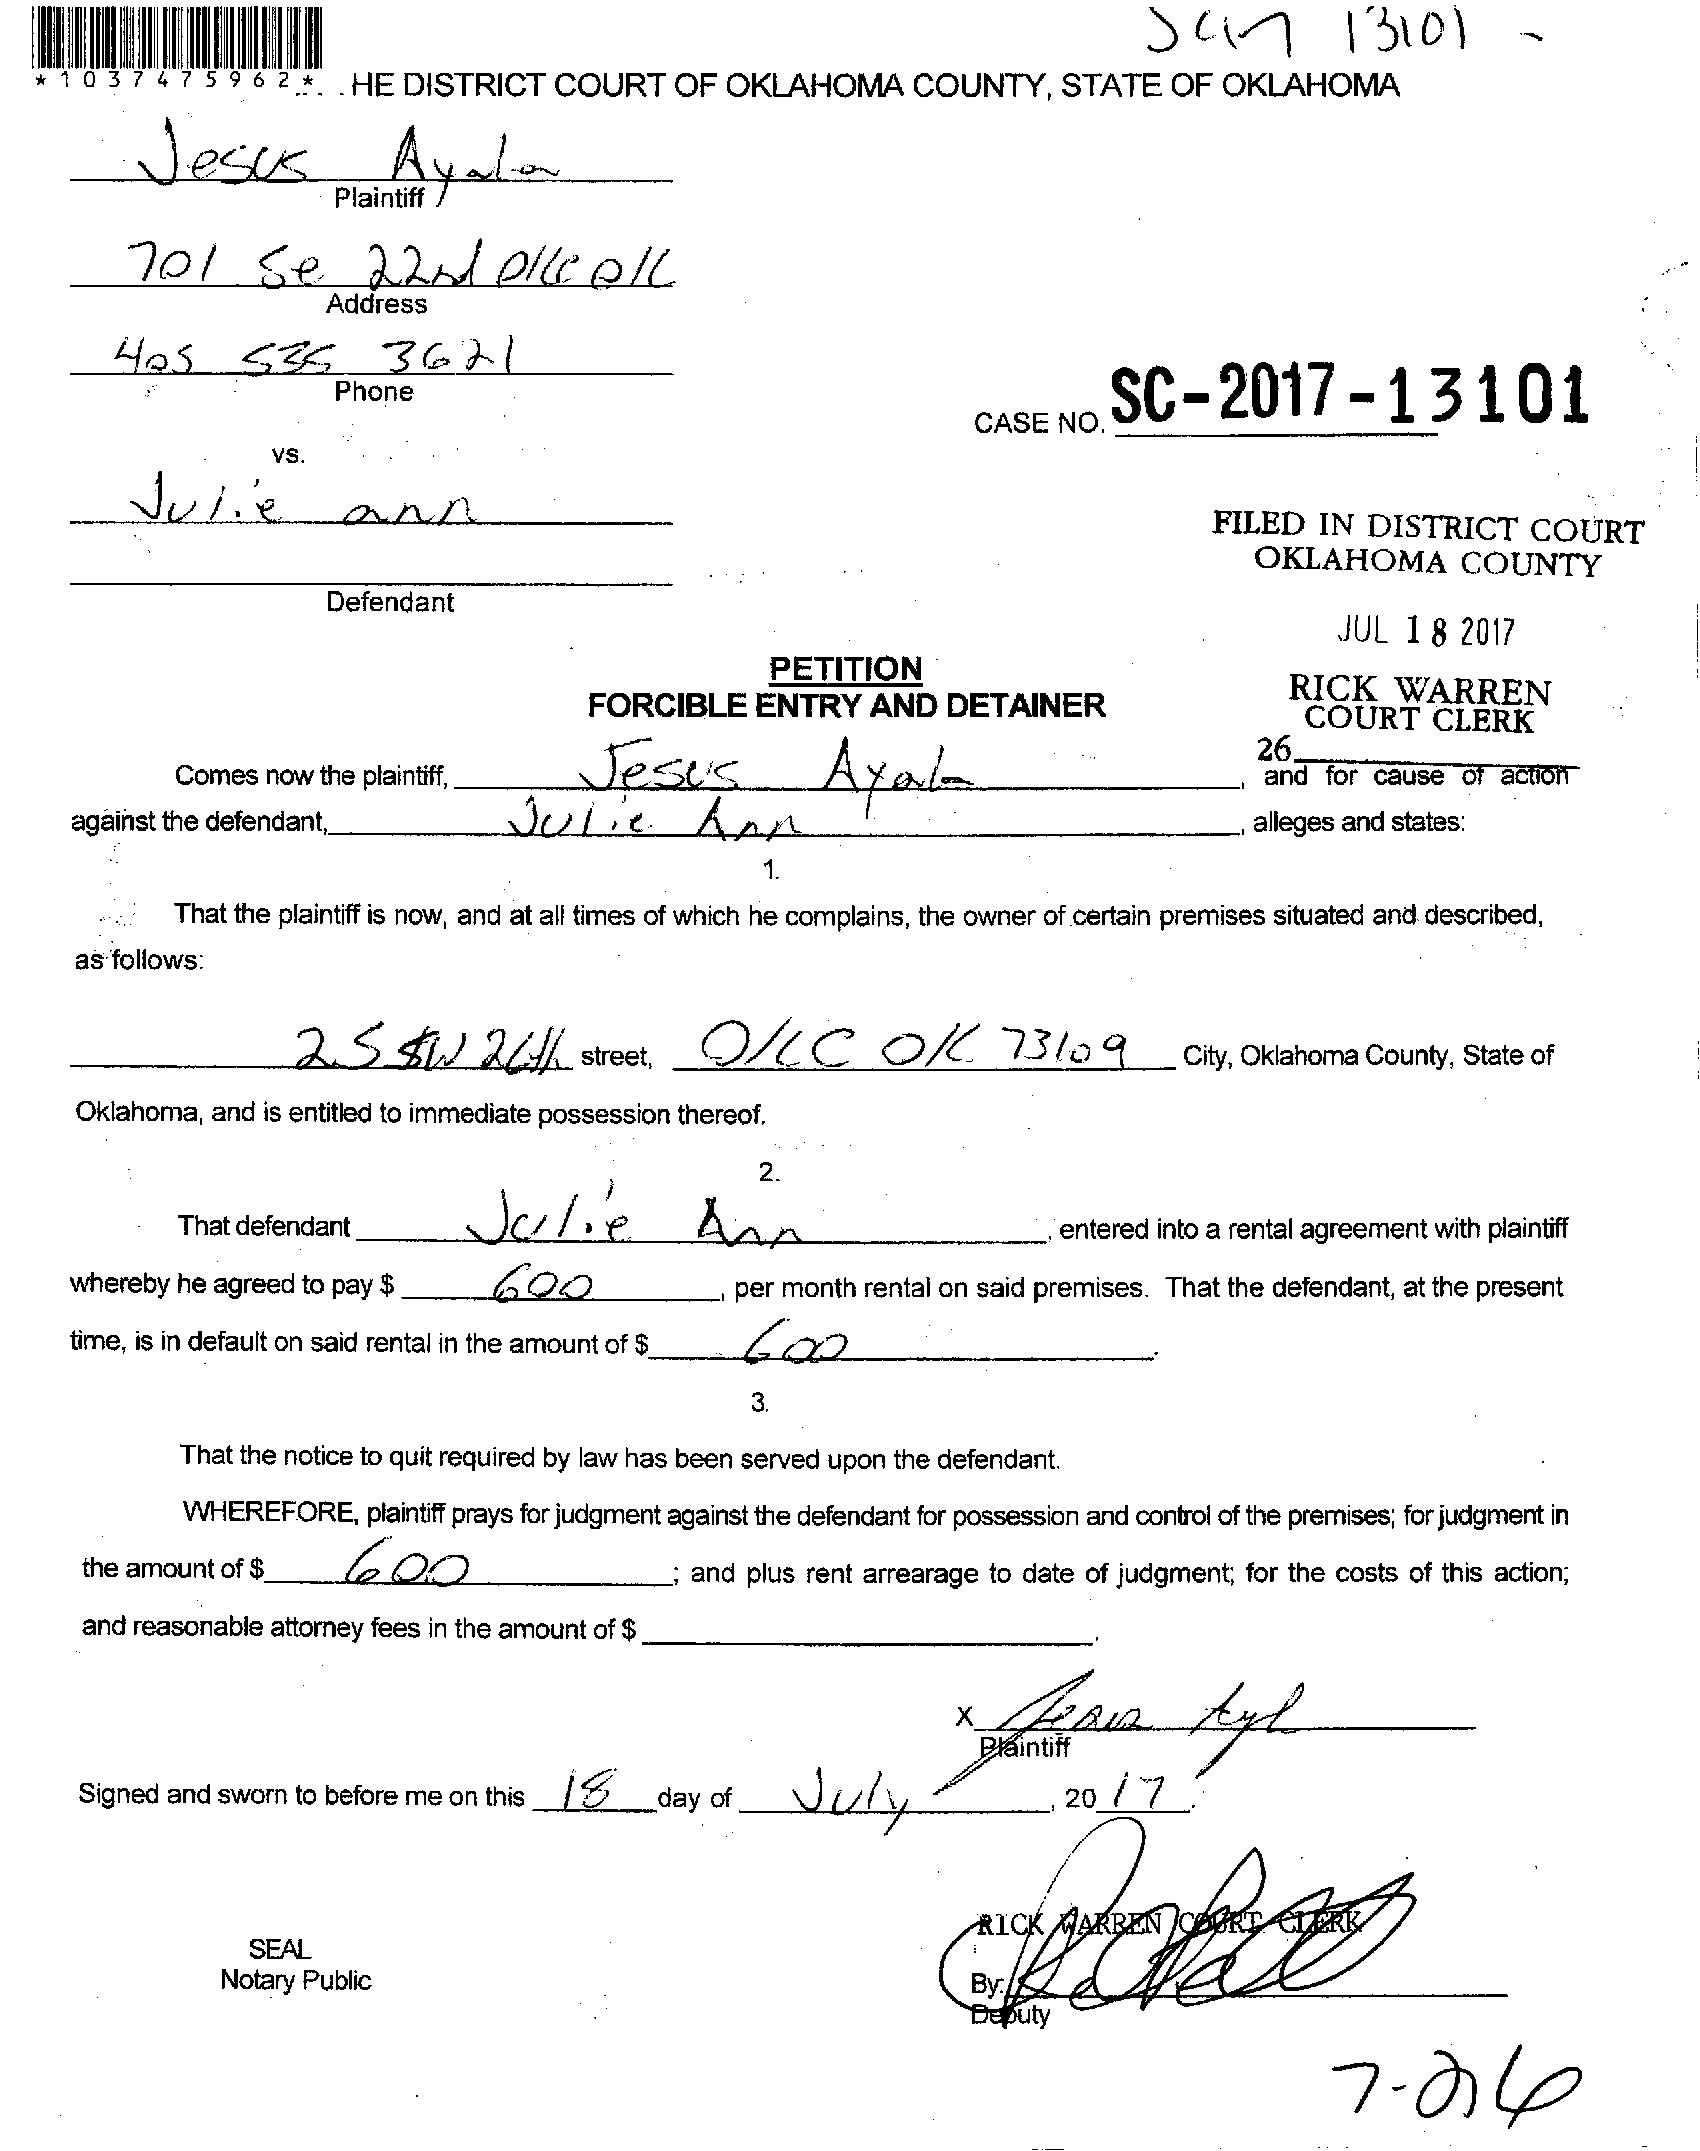 SC17 13101 -
*1037475962*
HE DISTRICT COURT OF OKLAHOMA COUNTY, STATE OF OKLAHOMA
Jesus Ayala
Plaintiff
701 Se 22nd OKC OK
Address
405 535 3621
Phone
CASE NO. SC-2017-13101
vs.
Julie ann
FILED IN DISTRICT COURT
OKLAHOMA COUNTY
Defendant
JUL 18 2017
PETITION
FORCIBLE ENTRY AND DETAINER
RICK WARREN
COURT CLERK
26
Comes now the plaintiff, Jesus Ayala, and for cause of action
against the defendant, Julie Ann, alleges and states:
1.
That the plaintiff is now, and at all times of which he complains, the owner of certain premises situated and described,
as follows:
25 SW 26th street, OKC OK 73109 City, Oklahoma County, State of
Oklahoma, and is entitled to immediate possession thereof.
2.
That defendant Julie Ann, entered into a rental agreement with plaintiff
whereby he agreed to pay $ 600, per month rental on said premises. That the defendant, at the present
time, is in default on said rental in the amount of $ 600.
3.
That the notice to quit required by law has been served upon the defendant.
WHEREFORE, plaintiff prays for judgment against the defendant for possession and control of the premises; for judgment in
the amount of $ 600; and plus rent arrearage to date of judgment; for the costs of this action;
and reasonable attorney fees in the amount of $ .
X Jesus Ayl
Plaintiff
Signed and sworn to before me on this 18 day of July, 2017.
RICK WARREN COURT CLERK
SEAL
Notary Public
By:
Deputy
7-26